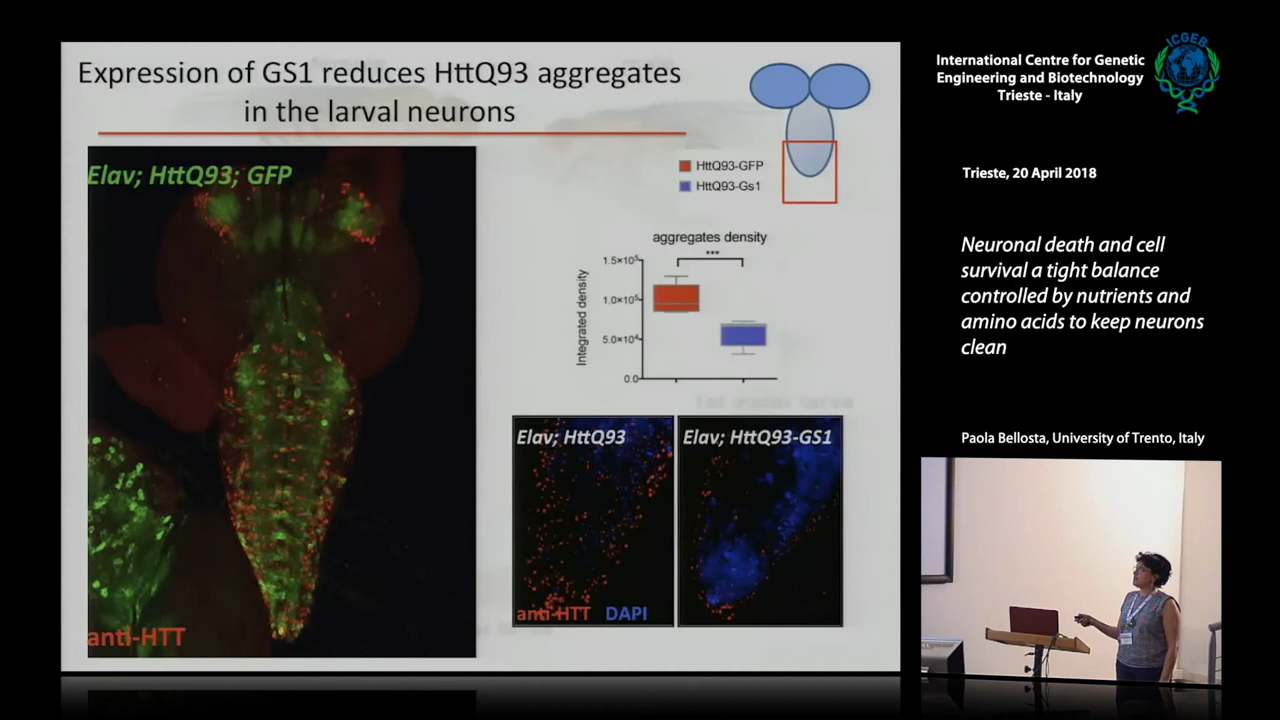 Expression of GS1 reduces HttQ93 aggregates
in the larval neurons
Elav; HttQ93; GFP
anti-HTT
HttQ93-GFP
HttQ93-Gs1
aggregates density
***
Integrated density
1.5×10⁵
1.0×10⁵
5.0×10⁴
0.0
Elav; HttQ93
anti-HTT DAPI
Elav; HttQ93-GS1
ICGEB
International Centre for Genetic
Engineering and Biotechnology
Trieste - Italy
Trieste, 20 April 2018
Neuronal death and cell
survival a tight balance
controlled by nutrients and
amino acids to keep neurons
clean
Paola Bellosta, University of Trento, Italy